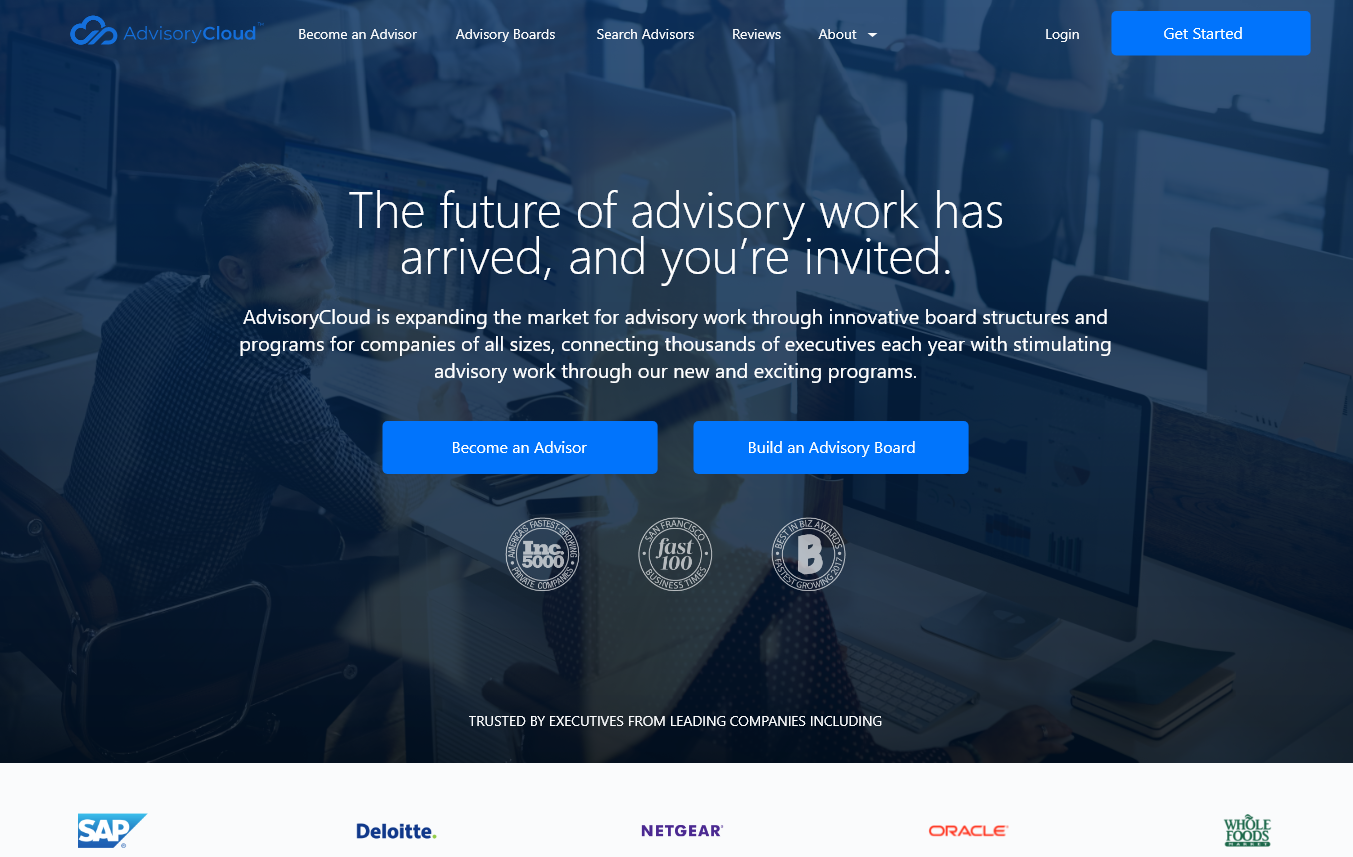 AdvisoryCloud™
Become an Advisor
Advisory Boards
Search Advisors
Reviews
About
Login
Get Started
The future of advisory work has
arrived, and you’re invited.
AdvisoryCloud is expanding the market for advisory work through innovative board structures and
programs for companies of all sizes, connecting thousands of executives each year with stimulating
advisory work through our new and exciting programs.
Become an Advisor
Build an Advisory Board
AMERICA'S FASTEST-GROWING
Inc.
5000
PRIVATE COMPANIES
SAN FRANCISCO
fast
100
BUSINESS TIMES
BEST IN BIZ AWARDS
B
FASTEST GROWING 2017
TRUSTED BY EXECUTIVES FROM LEADING COMPANIES INCLUDING
SAP®
Deloitte.
NETGEAR®
ORACLE®
WHOLE
FOODS
MARKET